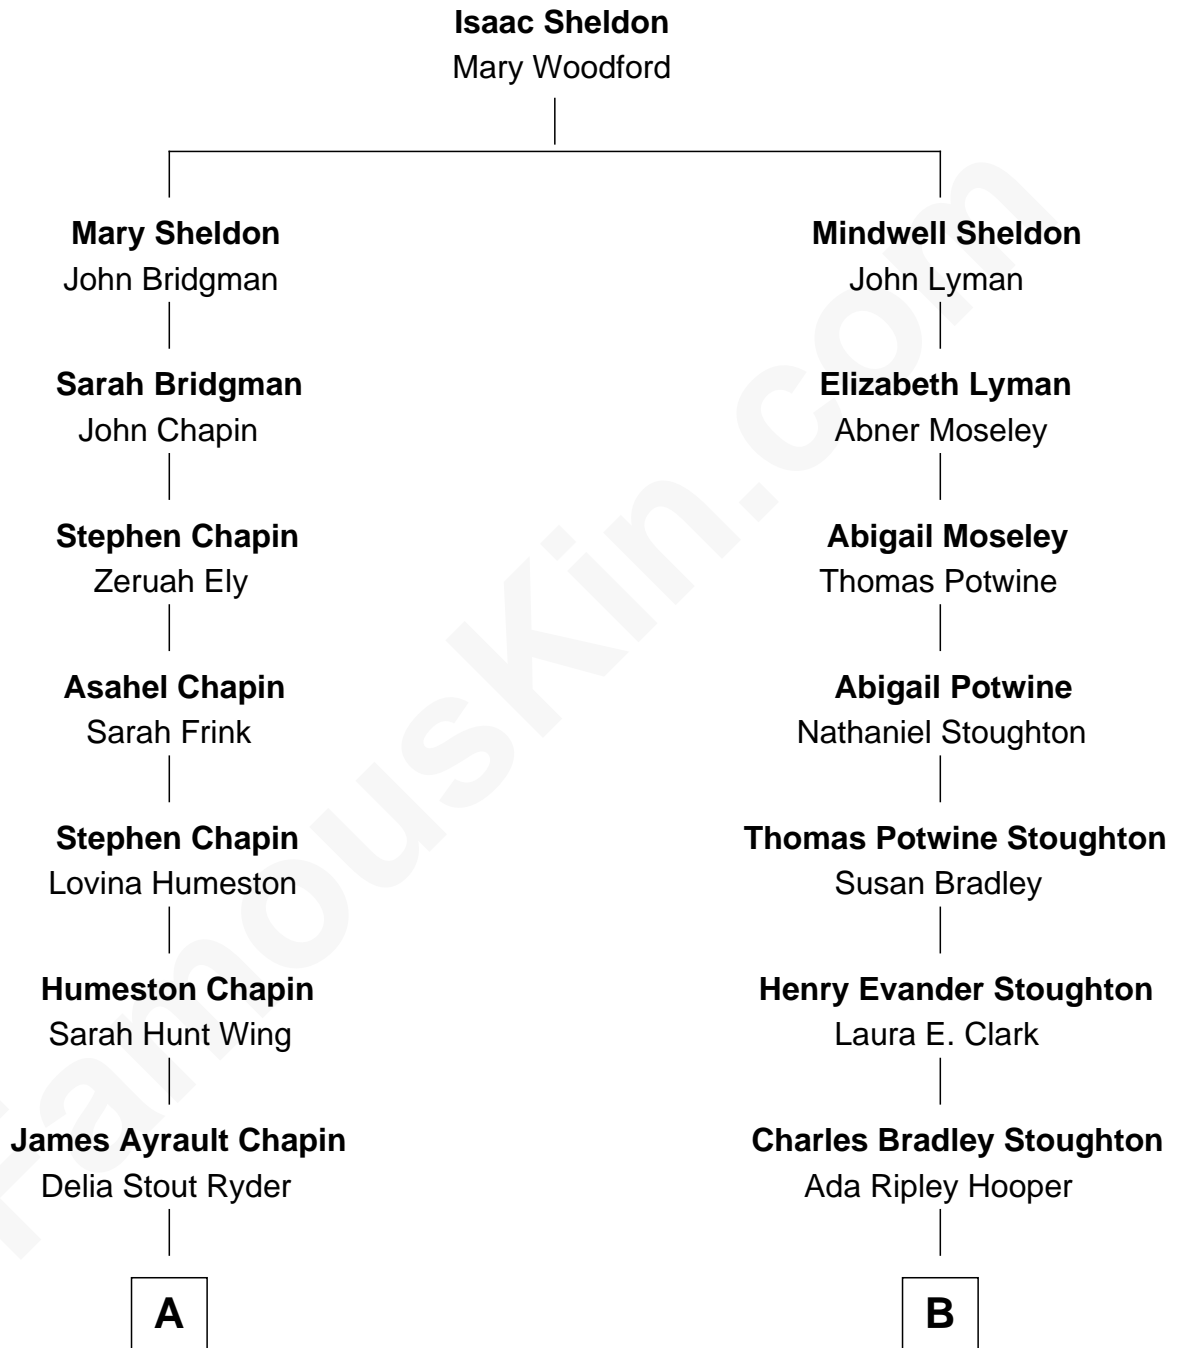 Isaac Sheldon
Mary Woodford
Mary Sheldon
John Bridgman
Mindwell Sheldon
John Lyman
Sarah Bridgman
John Chapin
Elizabeth Lyman
Abner Moseley
Stephen Chapin
Zeruah Ely
Abigail Moseley
Thomas Potwine
Asahel Chapin
Sarah Frink
Abigail Potwine
Nathaniel Stoughton
Stephen Chapin
Lovina Humeston
Thomas Potwine Stoughton
Susan Bradley
Humeston Chapin
Sarah Hunt Wing
Henry Evander Stoughton
Laura E. Clark
James Ayrault Chapin
Delia Stout Ryder
Charles Bradley Stoughton
Ada Ripley Hooper
A
B
FamousKin.com